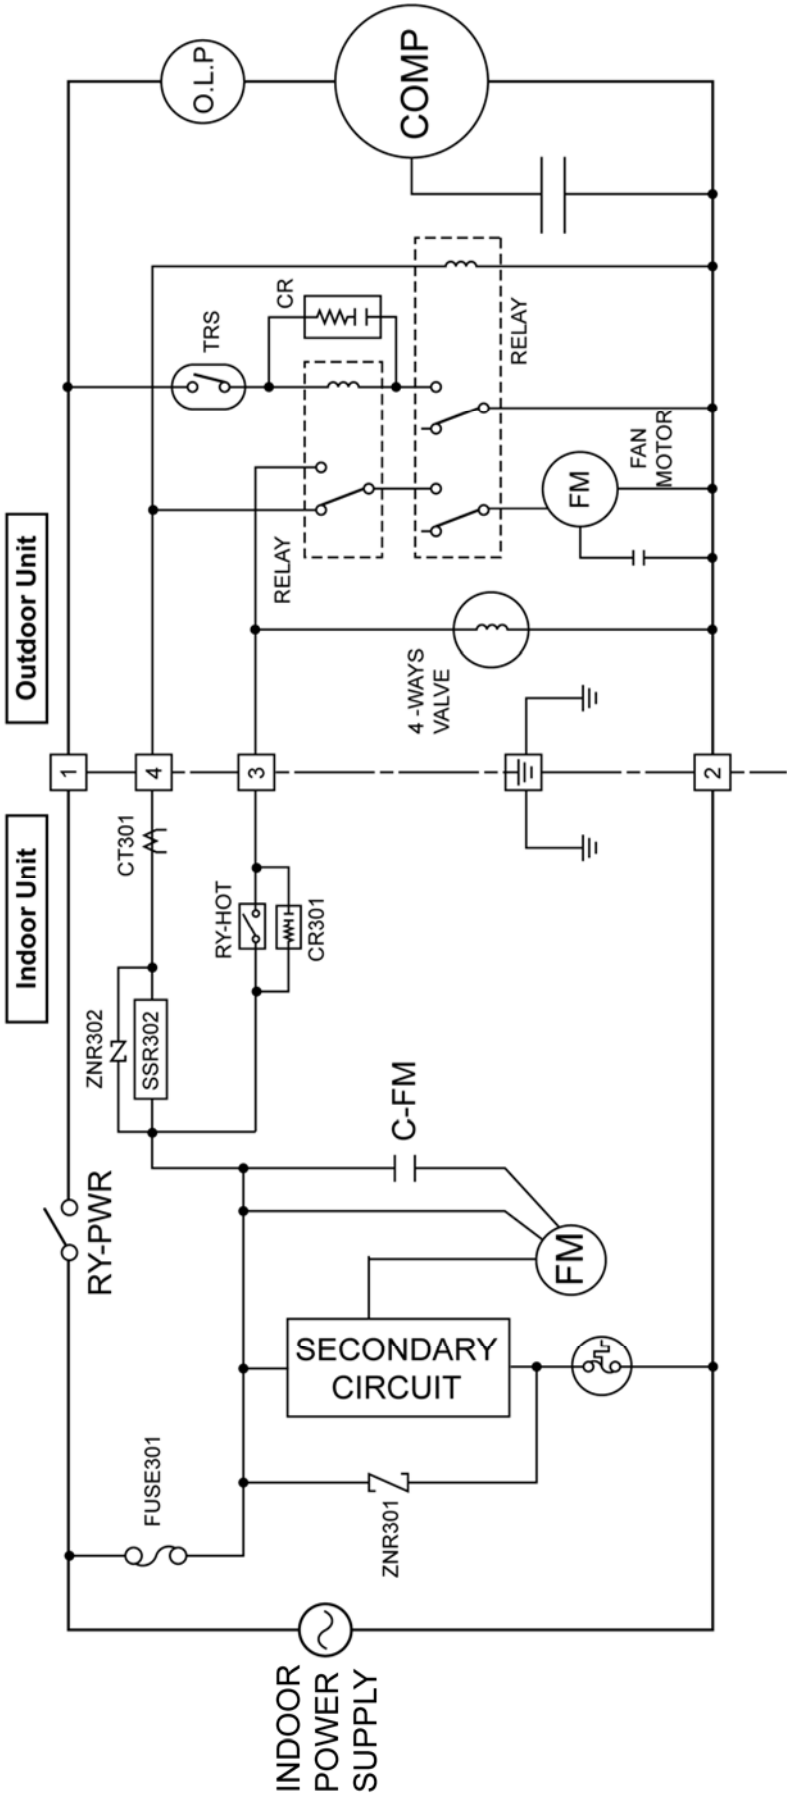 Indoor Unit
Outdoor Unit
INDOOR
POWER
SUPPLY
FUSE301
RY-PWR
ZNR302
SSR302
CT301
1
4
3
2
RY-HOT
CR301
C-FM
SECONDARY
CIRCUIT
FM
ZNR301
O.L.P
COMP
TRS
CR
RELAY
RELAY
FM
FAN
MOTOR
4 -WAYS
VALVE